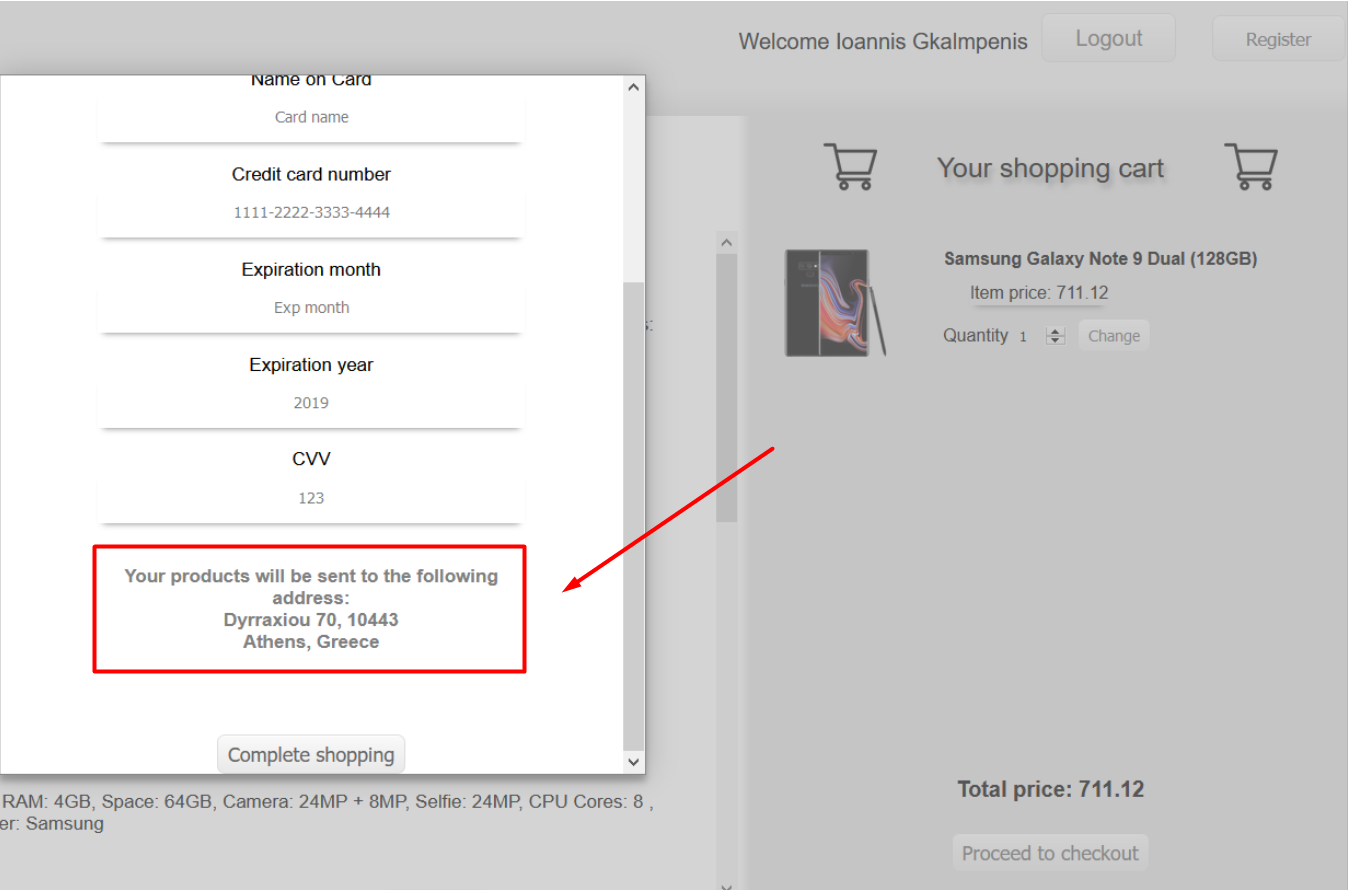 Welcome Ioannis Gkalmpenis
Logout
Register
Name on Card
Card name
Credit card number
1111-2222-3333-4444
Expiration month
Exp month
Expiration year
2019
CVV
123
Your products will be sent to the following
address:
Dyrraxiou 70, 10443
Athens, Greece
Complete shopping
s:
RAM: 4GB, Space: 64GB, Camera: 24MP + 8MP, Selfie: 24MP, CPU Cores: 8 ,
er: Samsung
Your shopping cart
Samsung Galaxy Note 9 Dual (128GB)
Item price: 711.12
Quantity 1
Change
Total price: 711.12
Proceed to checkout